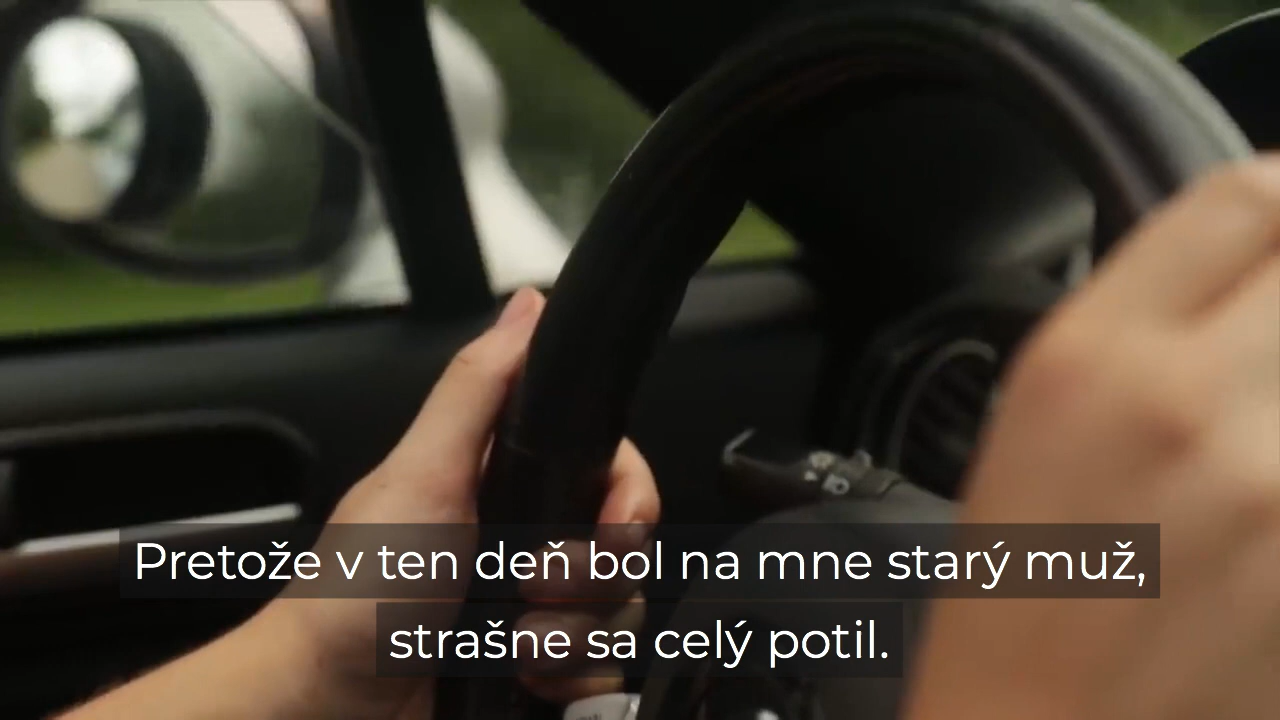 Pretože v ten deň bol na mne starý muž,
strašne sa celý potil.